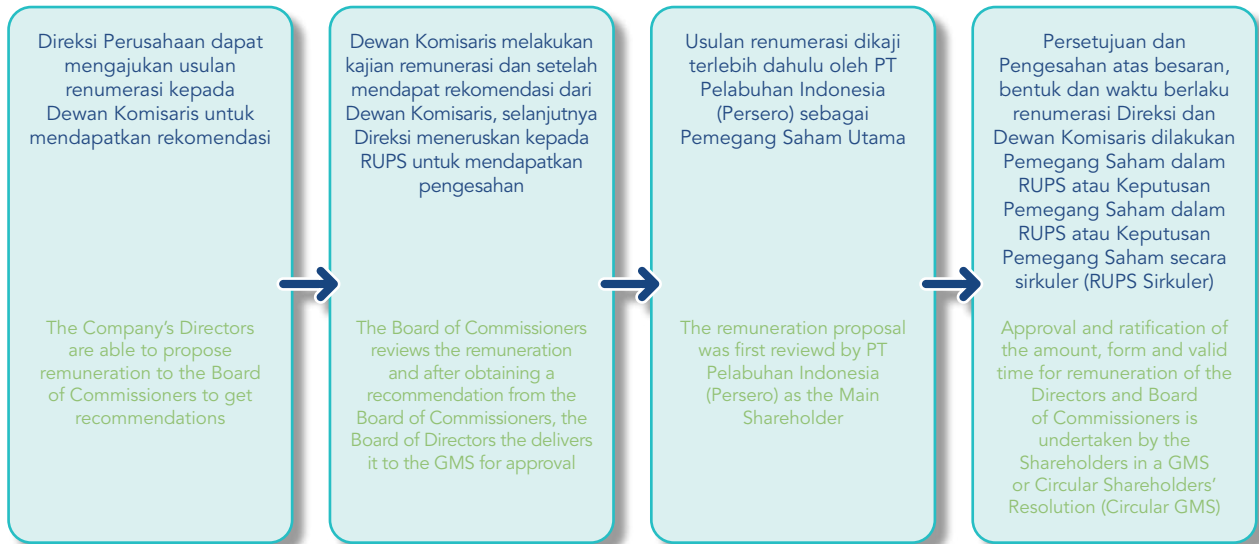 Direksi Perusahaan dapat
mengajukan usulan
renumerasi kepada
Dewan Komisaris untuk
mendapatkan rekomendasi
The Company's Directors
are able to propose
remuneration to the Board
of Commissioners to get
recommendations
Dewan Komisaris melakukan
kajian remunerasi dan setelah
mendapat rekomendasi dari
Dewan Komisaris, selanjutnya
Direksi meneruskan kepada
RUPS untuk mendapatkan
pengesahan
The Board of Commissioners
reviews the remuneration
and after obtaining a
recommendation from the
Board of Commissioners, the
Board of Directors the delivers
it to the GMS for approval
Usulan renumerasi dikaji
terlebih dahulu oleh PT
Pelabuhan Indonesia
(Persero) sebagai
Pemegang Saham Utama
The remuneration proposal
was first reviewd by PT
Pelabuhan Indonesia
(Persero) as the Main
Shareholder
Persetujuan dan
Pengesahan atas besaran,
bentuk dan waktu berlaku
renumerasi Direksi dan
Dewan Komisaris dilakukan
Pemegang Saham dalam
RUPS atau Keputusan
Pemegang Saham dalam
RUPS atau Keputusan
Pemegang Saham secara
sirkuler (RUPS Sirkuler)
Approval and ratification of
the amount, form and valid
time for remuneration of the
Directors and Board
of Commissioners is
undertaken by the
Shareholders in a GMS
or Circular Shareholders'
Resolution (Circular GMS)